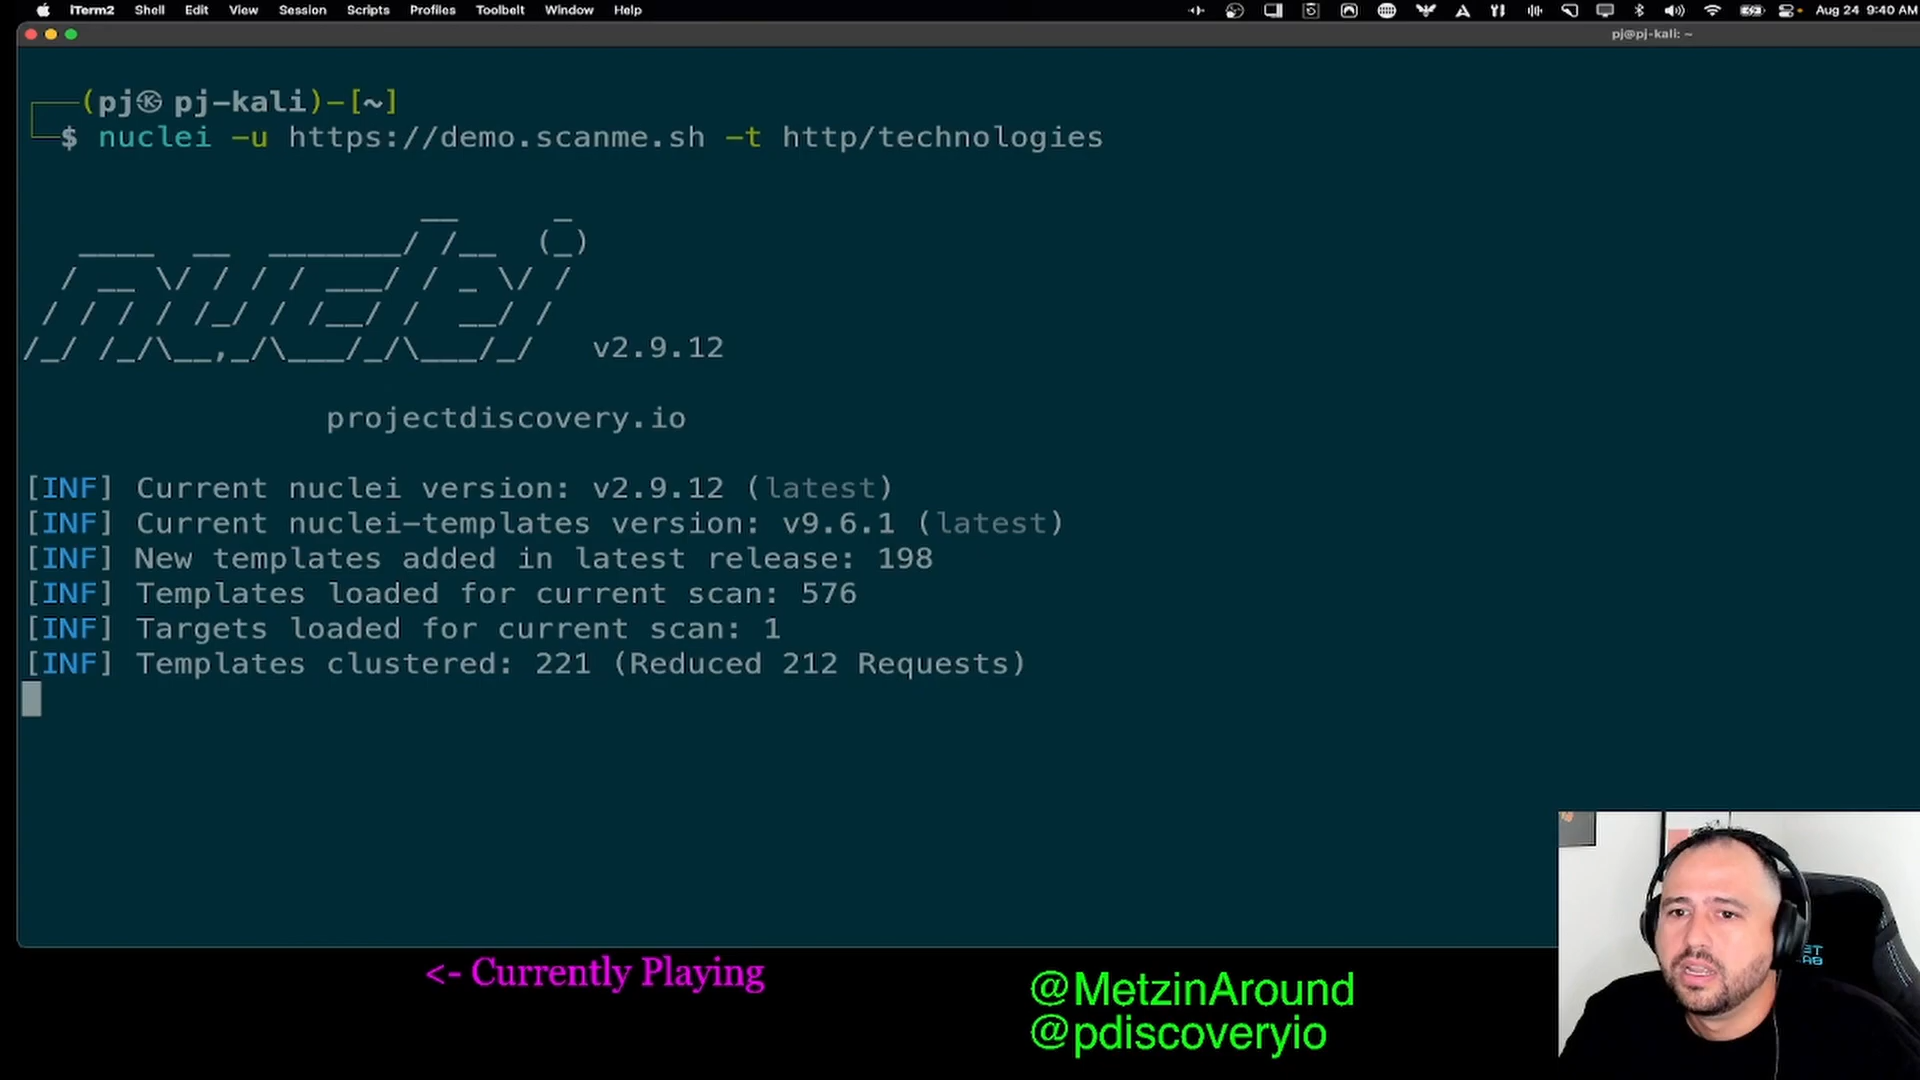 iTerm2 Shell Edit View Session Scripts Profiles Toolbelt Window Help Aug 24 9:40 AM
pj@pj-kali: ~
(pj㉿pj-kali)-[~]
$ nuclei -u https://demo.scanme.sh -t http/technologies
nuclei v2.9.12
projectdiscovery.io
[INF] Current nuclei version: v2.9.12 (latest)
[INF] Current nuclei-templates version: v9.6.1 (latest)
[INF] New templates added in latest release: 198
[INF] Templates loaded for current scan: 576
[INF] Targets loaded for current scan: 1
[INF] Templates clustered: 221 (Reduced 212 Requests)
<- Currently Playing
@MetzinAround
@pdiscoveryio